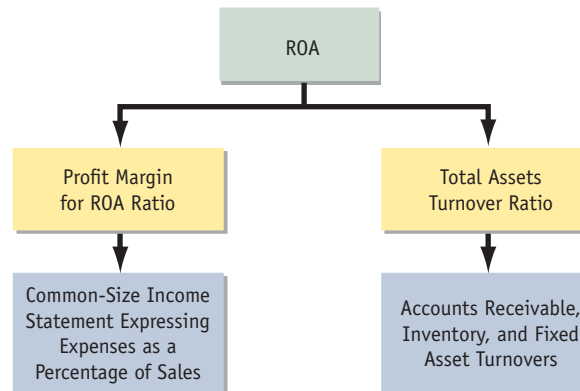 ROA
Profit Margin
for ROA Ratio
Total Assets
Turnover Ratio
Common-Size Income
Statement Expressing
Expenses as a
Percentage of Sales
Accounts Receivable,
Inventory, and Fixed
Asset Turnovers